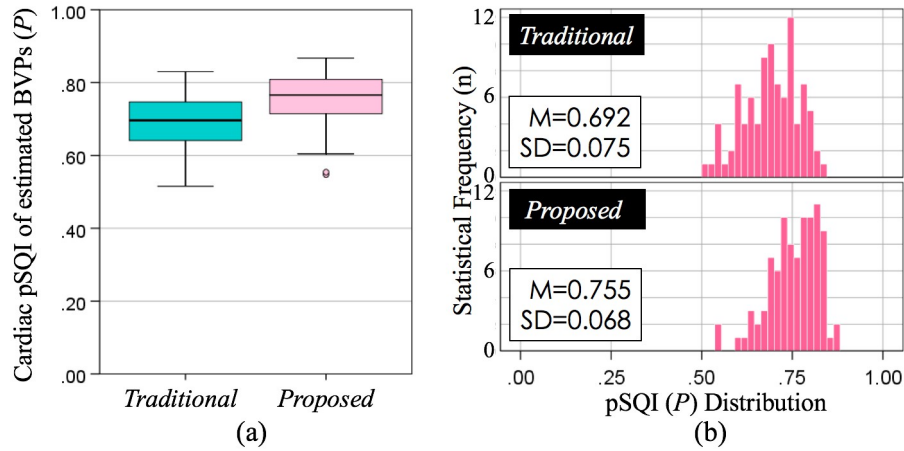 Cardiac pSQI of estimated BVPs (P)
1.00
.80
.60
.40
.20
.00
Traditional Proposed
(a)
Statistical Frequency (n)
12
6
0
Traditional
M=0.692
SD=0.075
12
6
0
Proposed
M=0.755
SD=0.068
.00 .25 .50 .75 1.00
pSQI (P) Distribution
(b)